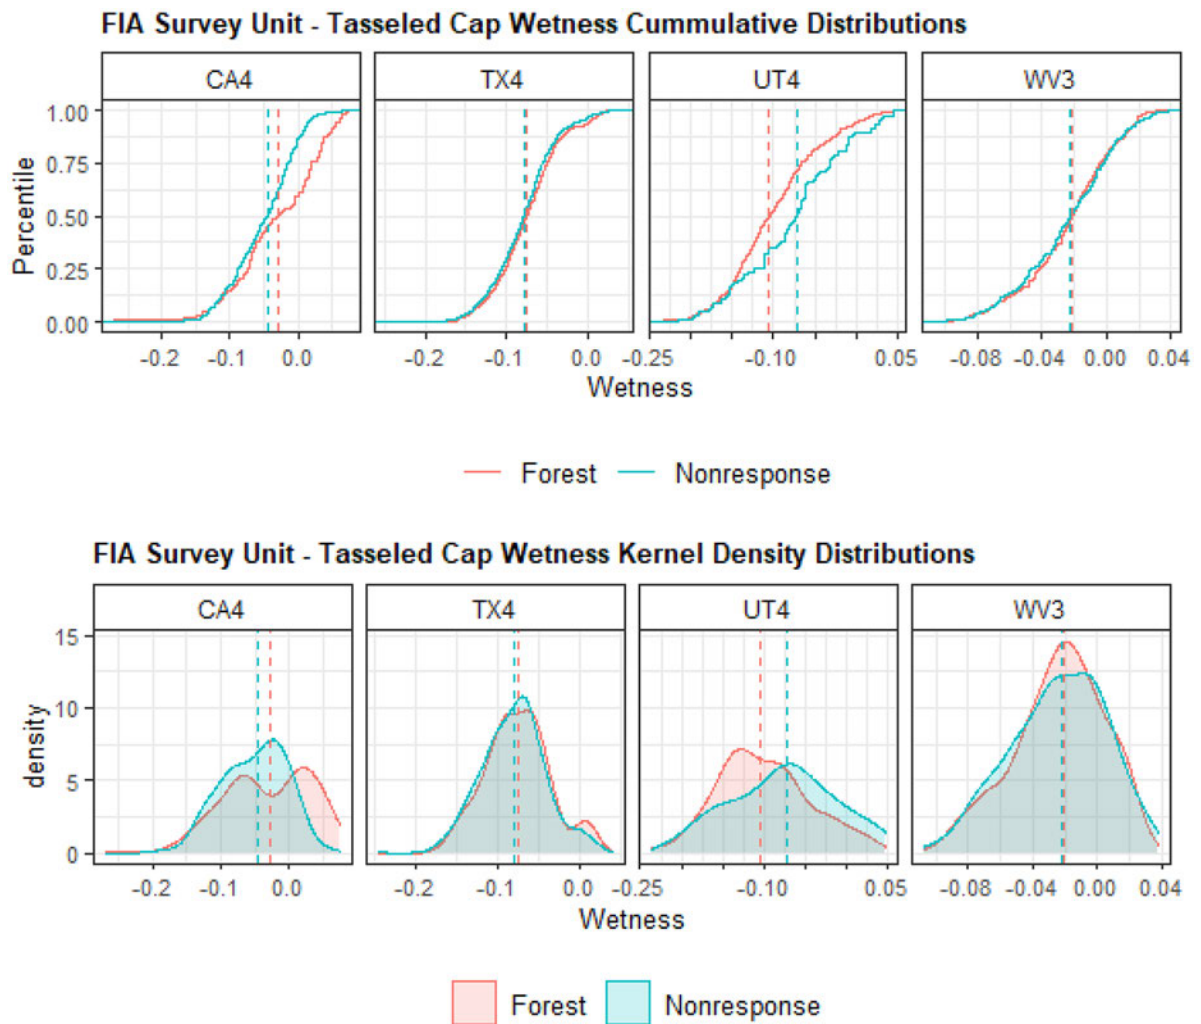 FIA Survey Unit - Tasseled Cap Wetness Cummulative Distributions
CA4 TX4 UT4 WV3
1.00
0.75
0.50
0.25
0.00
Percentile
-0.2 -0.1 0.0 -0.2 -0.1 0.0 -0.25 -0.10 0.05 -0.08 -0.04 0.00 0.04
Wetness
Forest Nonresponse
FIA Survey Unit - Tasseled Cap Wetness Kernel Density Distributions
CA4 TX4 UT4 WV3
15
10
5
0
density
-0.2 -0.1 0.0 -0.2 -0.1 0.0 -0.25 -0.10 0.05 -0.08 -0.04 0.00 0.04
Wetness
Forest Nonresponse